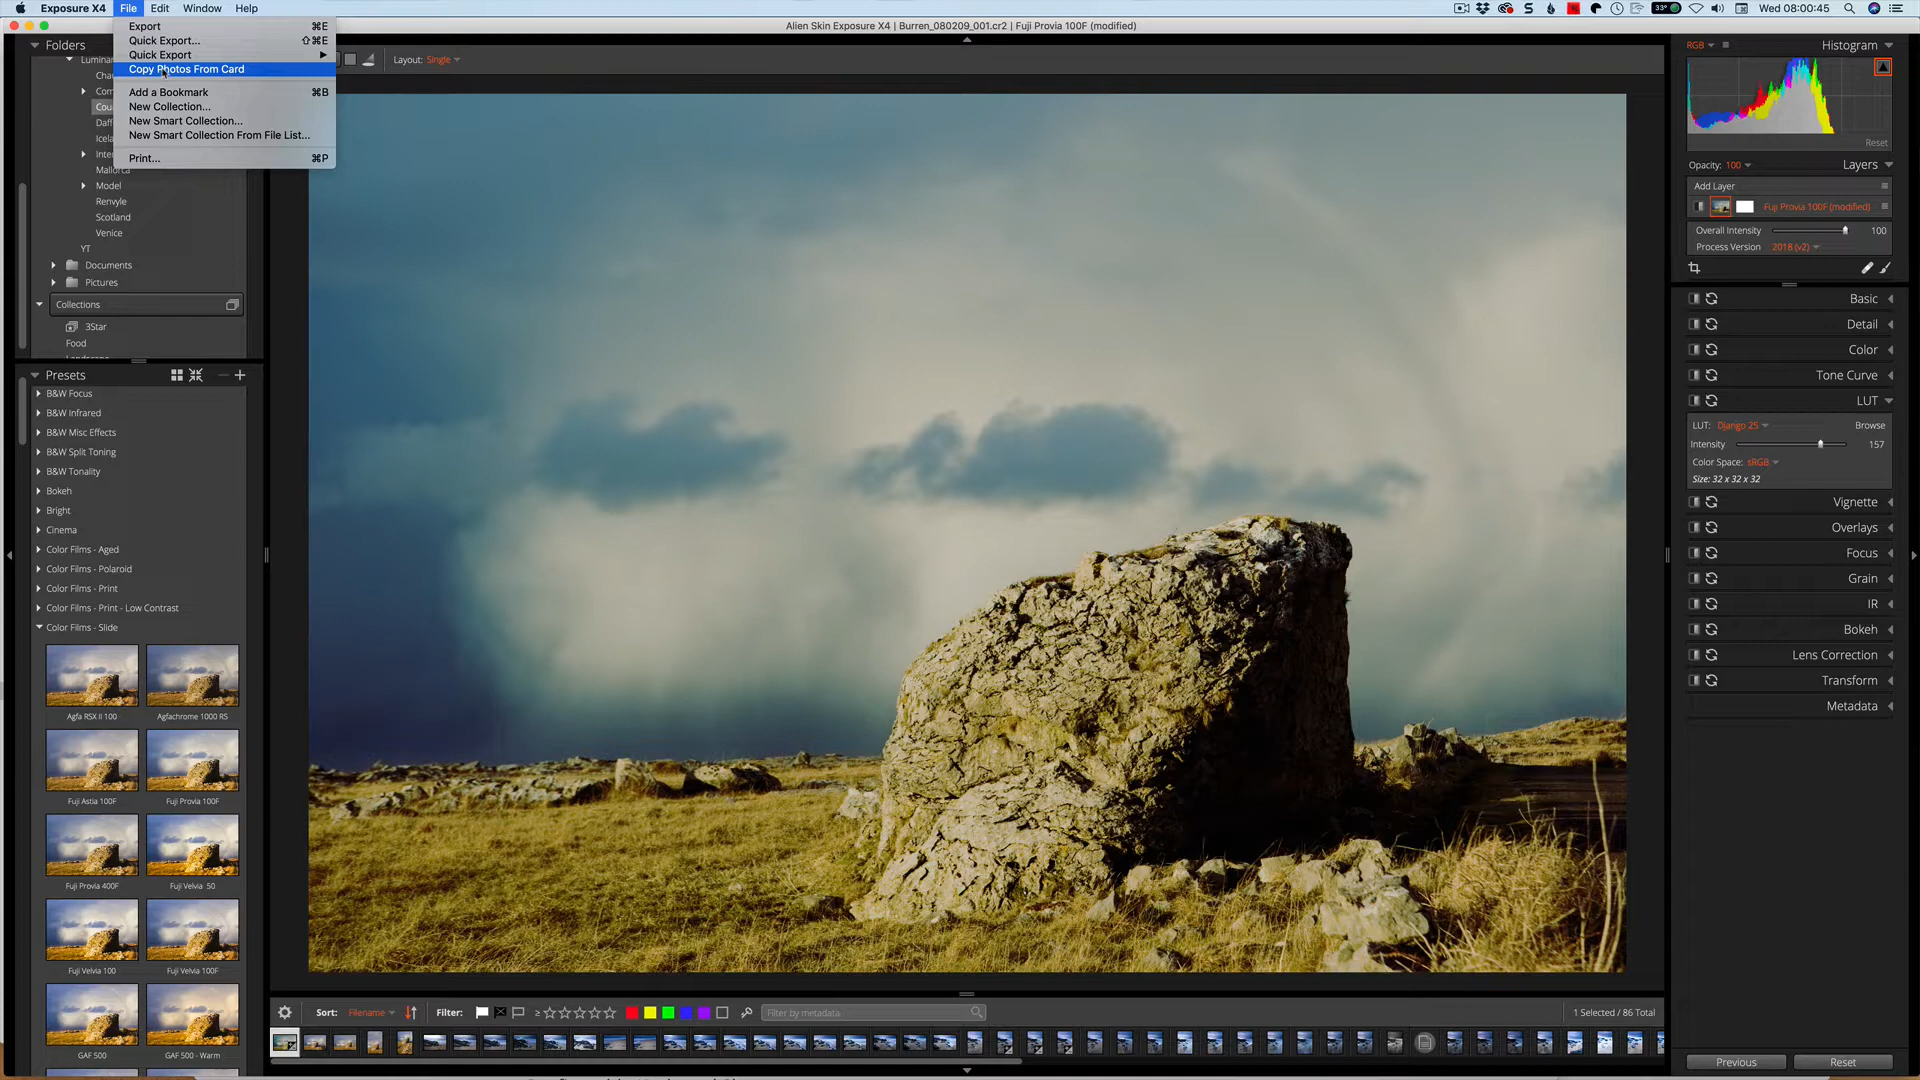 Exposure X4 File Edit Window Help
33° Wed 08:00:45
Alien Skin Exposure X4 | Burren_080209_001.cr2 | Fuji Provia 100F (modified)
Export ⌘E
Quick Export... ⇧⌘E
Quick Export
Copy Photos From Card
Add a Bookmark ⌘B
New Collection...
New Smart Collection...
New Smart Collection From File List...
Print... ⌘P
Folders
Mallorca
Model
Renvyle
Scotland
Venice
YT
Documents
Pictures
Collections
3Star
Food
Presets
B&W Focus
B&W Infrared
B&W Misc Effects
B&W Split Toning
B&W Tonality
Bokeh
Bright
Cinema
Color Films - Aged
Color Films - Polaroid
Color Films - Print
Color Films - Print - Low Contrast
Color Films - Slide
Agfa RSX II 100 Agfachrome 1000 RS
Fuji Astia 100F Fuji Provia 100F
Fuji Provia 400F Fuji Velvia 50
Fuji Velvia 100 Fuji Velvia 100F
GAF 500 GAF 500 - Warm
Layout: Single
Sort: Filename Filter: ≥ Filter by metadata 1 Selected / 86 Total
RGB Histogram
Reset
Opacity: 100 Layers
Add Layer
Fuji Provia 100F (modified)
Overall Intensity 100
Process Version 2018 (v2)
Basic
Detail
Color
Tone Curve
LUT
LUT: Django 25 Browse
Intensity 157
Color Space: sRGB
Size: 32 x 32 x 32
Vignette
Overlays
Focus
Grain
IR
Bokeh
Lens Correction
Transform
Metadata
Previous Reset